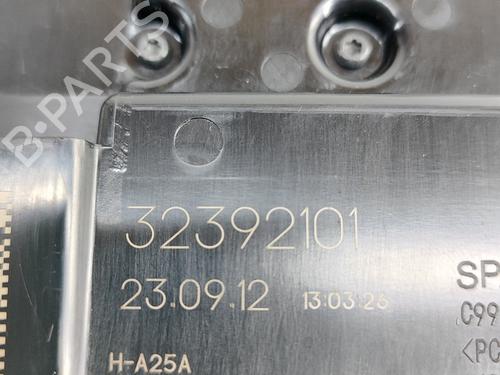 B-PARTS
32392101
23.09.12 13:03:26
SP
C99
H-A25A
<PC